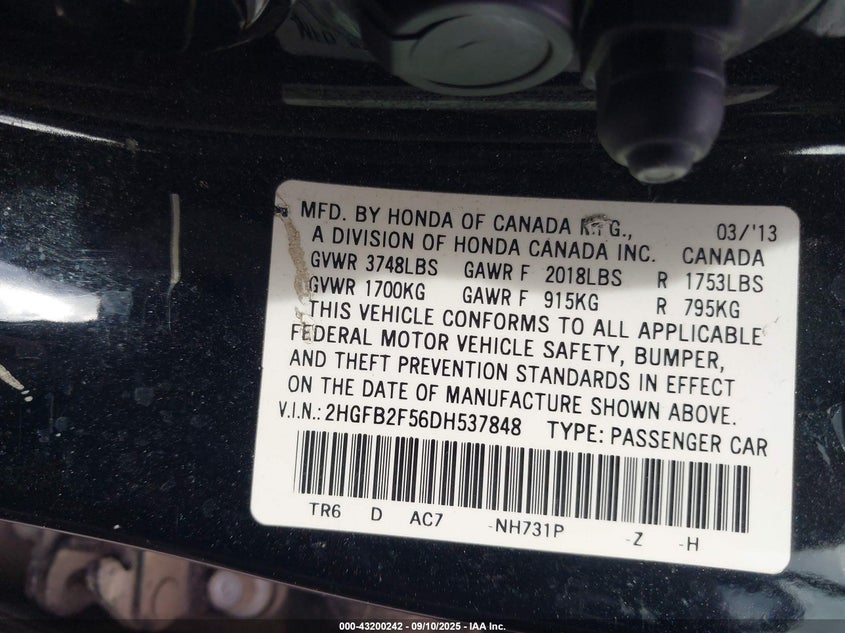 MFD. BY HONDA OF CANADA G., 03/'13
A DIVISION OF HONDA CANADA INC. CANADA
GVWR 3748LBS GAWR F 2018LBS R 1753LBS
GVWR 1700KG GAWR F 915KG R 795KG
THIS VEHICLE CONFORMS TO ALL APPLICABLE
FEDERAL MOTOR VEHICLE SAFETY, BUMPER,
AND THEFT PREVENTION STANDARDS IN EFFECT
ON THE DATE OF MANUFACTURE SHOWN ABOVE.
V.I.N.: 2HGFB2F56DH537848 TYPE: PASSENGER CAR
TR6 D AC7 -NH731P -Z -H
000-43200242 - 09/10/2025 - IAA Inc.